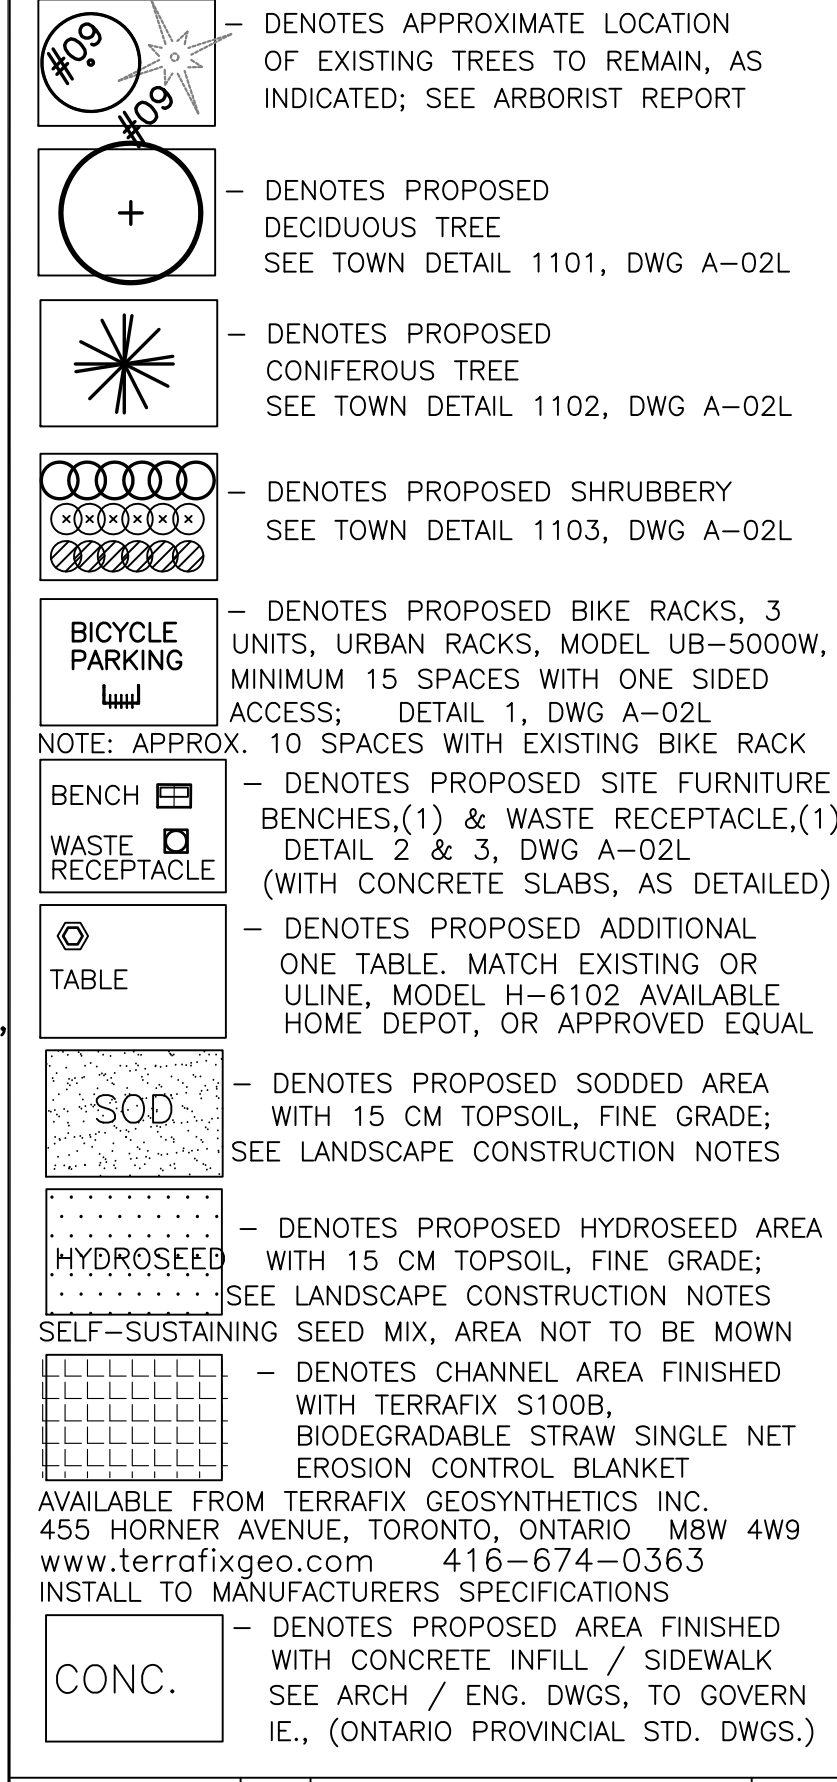 #09
– DENOTES APPROXIMATE LOCATION
OF EXISTING TREES TO REMAIN, AS
INDICATED; SEE ARBORIST REPORT
#09
– DENOTES PROPOSED
DECIDUOUS TREE
SEE TOWN DETAIL 1101, DWG A–02L
– DENOTES PROPOSED
CONIFEROUS TREE
SEE TOWN DETAIL 1102, DWG A–02L
– DENOTES PROPOSED SHRUBBERY
SEE TOWN DETAIL 1103, DWG A–02L
BICYCLE
PARKING
– DENOTES PROPOSED BIKE RACKS, 3
UNITS, URBAN RACKS, MODEL UB–5000W,
MINIMUM 15 SPACES WITH ONE SIDED
ACCESS; DETAIL 1, DWG A–02L
NOTE: APPROX. 10 SPACES WITH EXISTING BIKE RACK
BENCH
WASTE
RECEPTACLE
– DENOTES PROPOSED SITE FURNITURE
BENCHES,(1) & WASTE RECEPTACLE,(1)
DETAIL 2 & 3, DWG A–02L
(WITH CONCRETE SLABS, AS DETAILED)
TABLE
– DENOTES PROPOSED ADDITIONAL
ONE TABLE. MATCH EXISTING OR
ULINE, MODEL H–6102 AVAILABLE
HOME DEPOT, OR APPROVED EQUAL
,
SOD
– DENOTES PROPOSED SODDED AREA
WITH 15 CM TOPSOIL, FINE GRADE;
SEE LANDSCAPE CONSTRUCTION NOTES
HYDROSEED
– DENOTES PROPOSED HYDROSEED AREA
WITH 15 CM TOPSOIL, FINE GRADE;
SEE LANDSCAPE CONSTRUCTION NOTES
SELF–SUSTAINING SEED MIX, AREA NOT TO BE MOWN
– DENOTES CHANNEL AREA FINISHED
WITH TERRAFIX S100B,
BIODEGRADABLE STRAW SINGLE NET
EROSION CONTROL BLANKET
AVAILABLE FROM TERRAFIX GEOSYNTHETICS INC.
455 HORNER AVENUE, TORONTO, ONTARIO M8W 4W9
www.terrafixgeo.com 416–674–0363
INSTALL TO MANUFACTURERS SPECIFICATIONS
CONC.
– DENOTES PROPOSED AREA FINISHED
WITH CONCRETE INFILL / SIDEWALK
SEE ARCH / ENG. DWGS, TO GOVERN
IE., (ONTARIO PROVINCIAL STD. DWGS.)